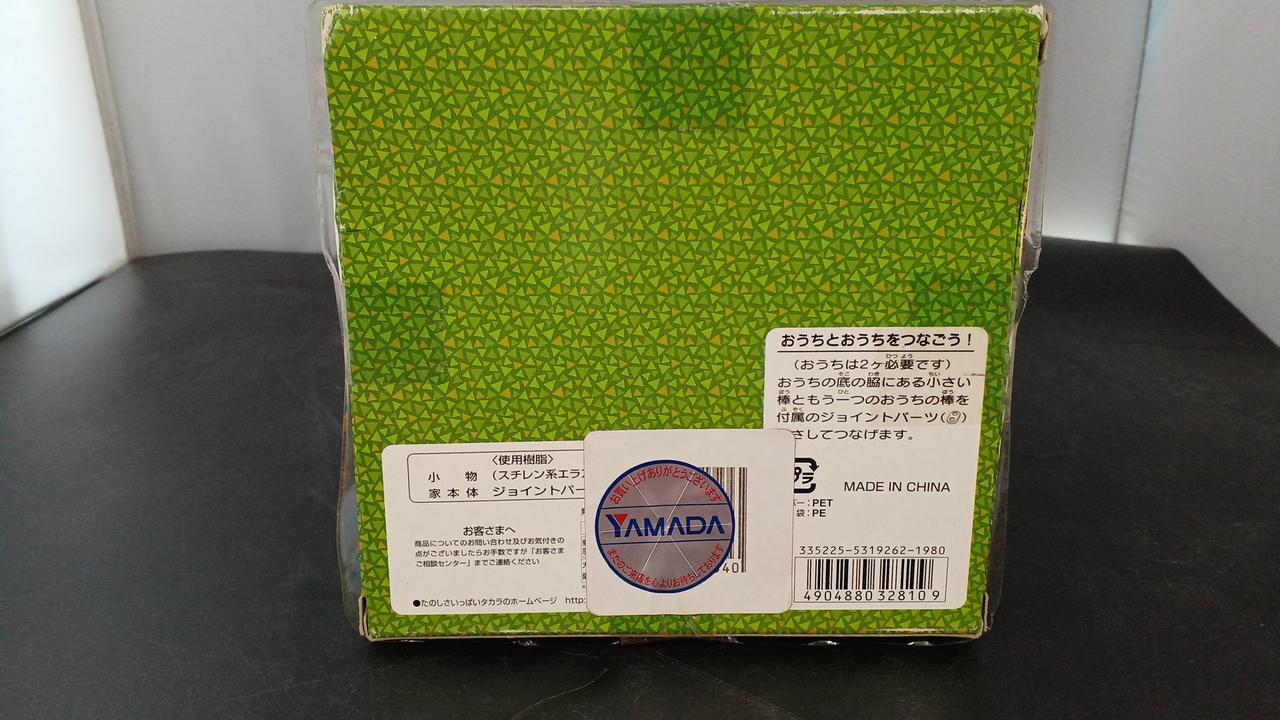 おうちとおうちをつなごう!
(おうちは2ヶ必要です)
おうちの底の脇にある小さい
棒ともう一つのおうちの棒を
付属のジョイントパーツ(8)
さしてつなげます。
〈使用樹脂〉
小 物 (スチレン系エラ
家本体 ジョイントパー
お客さまへ
商品についてのお問い合わせ及びお気付きの
点がございましたらお手数ですが「お客さま
ご相談センター」までご連絡ください
●たのしさいっぱいタカラのホームページ http:
お買い上げありがとうございます
YAMADA
またのご来店を心よりお待ちしております
40
プラ
MADE IN CHINA
バー:PET
袋:PE
335225-5319262-1980
4904880328109